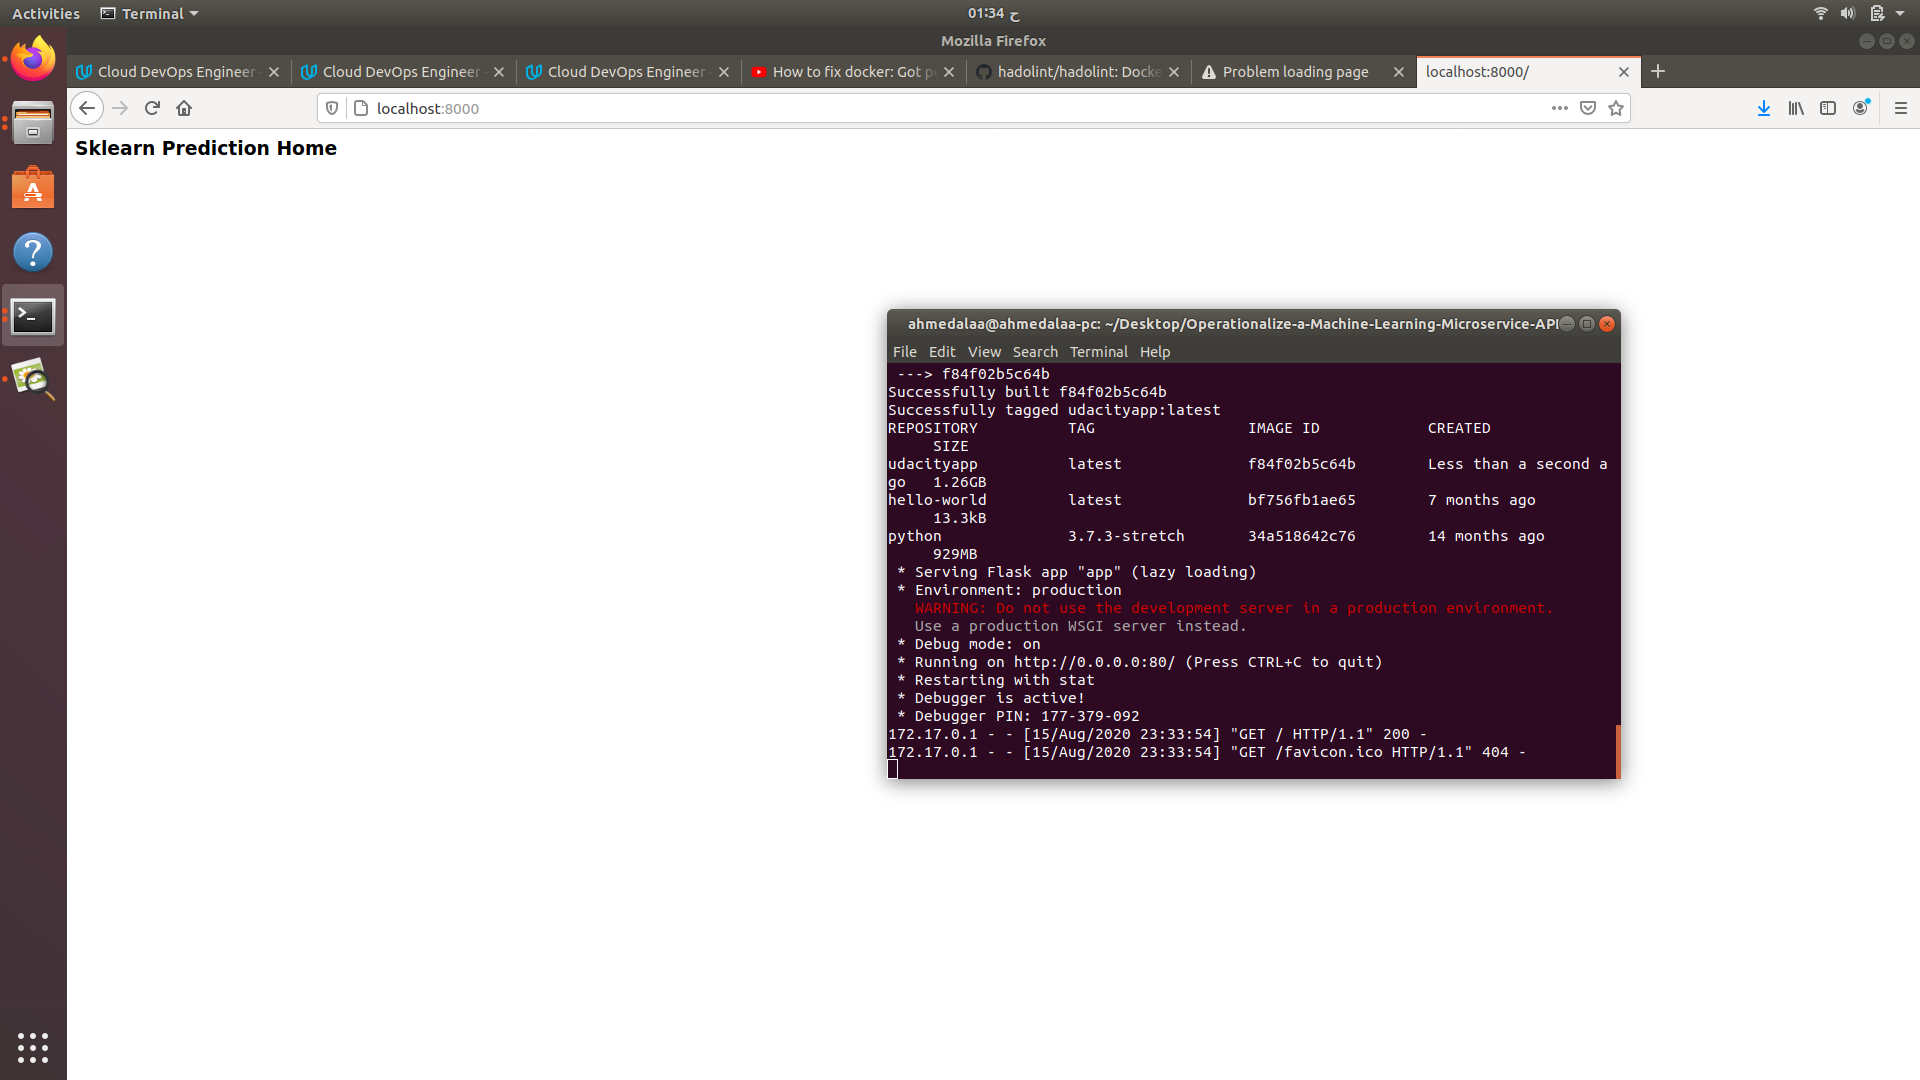 Activities Terminal 01:34 ح
Mozilla Firefox
Cloud DevOps Engineer Cloud DevOps Engineer Cloud DevOps Engineer How to fix docker: Got pe hadolint/hadolint: Docke Problem loading page localhost:8000/
localhost:8000
Sklearn Prediction Home
ahmedalaa@ahmedalaa-pc: ~/Desktop/Operationalize-a-Machine-Learning-Microservice-API
File Edit View Search Terminal Help
---> f84f02b5c64b
Successfully built f84f02b5c64b
Successfully tagged udacityapp:latest
REPOSITORY TAG IMAGE ID CREATED
SIZE
udacityapp latest f84f02b5c64b Less than a second a
go 1.26GB
hello-world latest bf756fb1ae65 7 months ago
13.3kB
python 3.7.3-stretch 34a518642c76 14 months ago
929MB
* Serving Flask app "app" (lazy loading)
* Environment: production
WARNING: Do not use the development server in a production environment.
Use a production WSGI server instead.
* Debug mode: on
* Running on http://0.0.0.0:80/ (Press CTRL+C to quit)
* Restarting with stat
* Debugger is active!
* Debugger PIN: 177-379-092
172.17.0.1 - - [15/Aug/2020 23:33:54] "GET / HTTP/1.1" 200 -
172.17.0.1 - - [15/Aug/2020 23:33:54] "GET /favicon.ico HTTP/1.1" 404 -